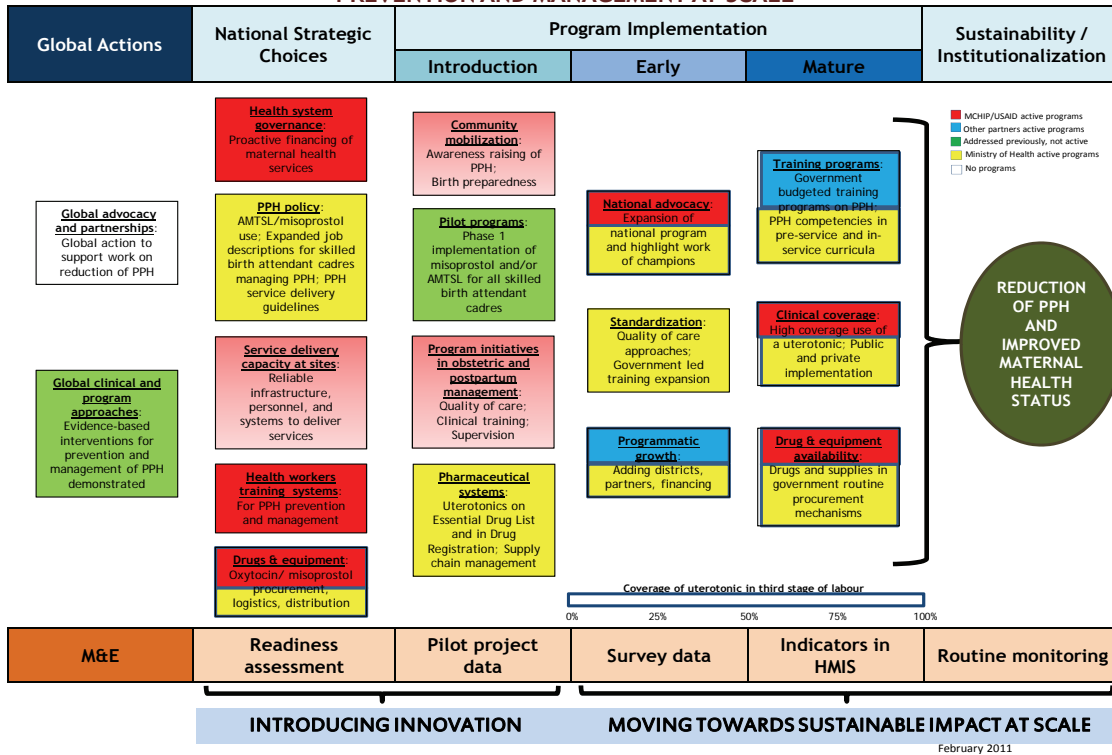 PREVENTION AND MANAGEMENT AT SCALE
Global Actions
National Strategic
Choices
Program Implementation
Introduction
Early
Mature
Sustainability /
Institutionalization
Global advocacy
and partnerships:
Global action to
support work on
reduction of PPH
Global clinical and
program
approaches:
Evidence-based
interventions for
prevention and
management of PPH
demonstrated
Health system
governance:
Proactive financing of
maternal health
services
PPH policy:
AMTSL/misoprostol
use; Expanded job
descriptions for skilled
birth attendant cadres
managing PPH; PPH
service delivery
guidelines
Service delivery
capacity at sites:
Reliable
infrastructure,
personnel, and
systems to deliver
services
Health workers
training systems:
For PPH prevention
and management
Drugs & equipment:
Oxytocin/ misoprostol
procurement,
logistics, distribution
Community
mobilization:
Awareness raising of
PPH;
Birth preparedness
Pilot programs:
Phase 1
implementation of
misoprostol and/or
AMTSL for all skilled
birth attendant
cadres
Program initiatives
in obstetric and
postpartum
management:
Quality of care;
Clinical training;
Supervision
Pharmaceutical
systems:
Uterotonics on
Essential Drug List
and in Drug
Registration; Supply
chain management
National advocacy:
Expansion of
national program
and highlight work
of champions
Standardization:
Quality of care
approaches;
Government led
training expansion
Programmatic
growth:
Adding districts,
partners, financing
Training programs:
Government
budgeted training
programs on PPH;
PPH competencies in
pre-service and in-
service curricula
Clinical coverage:
High coverage use of
a uterotonic; Public
and private
implementation
Drug & equipment
availability:
Drugs and supplies in
government routine
procurement
mechanisms
MCHIP/USAID active programs
Other partners active programs
Addressed previously, not active
Ministry of Health active programs
No programs
REDUCTION
OF PPH
AND
IMPROVED
MATERNAL
HEALTH
STATUS
Coverage of uterotonic in third stage of labour
0% 25% 50% 75% 100%
M&E
Readiness
assessment
Pilot project
data
Survey data
Indicators in
HMIS
Routine monitoring
INTRODUCING INNOVATION
MOVING TOWARDS SUSTAINABLE IMPACT AT SCALE
February 2011